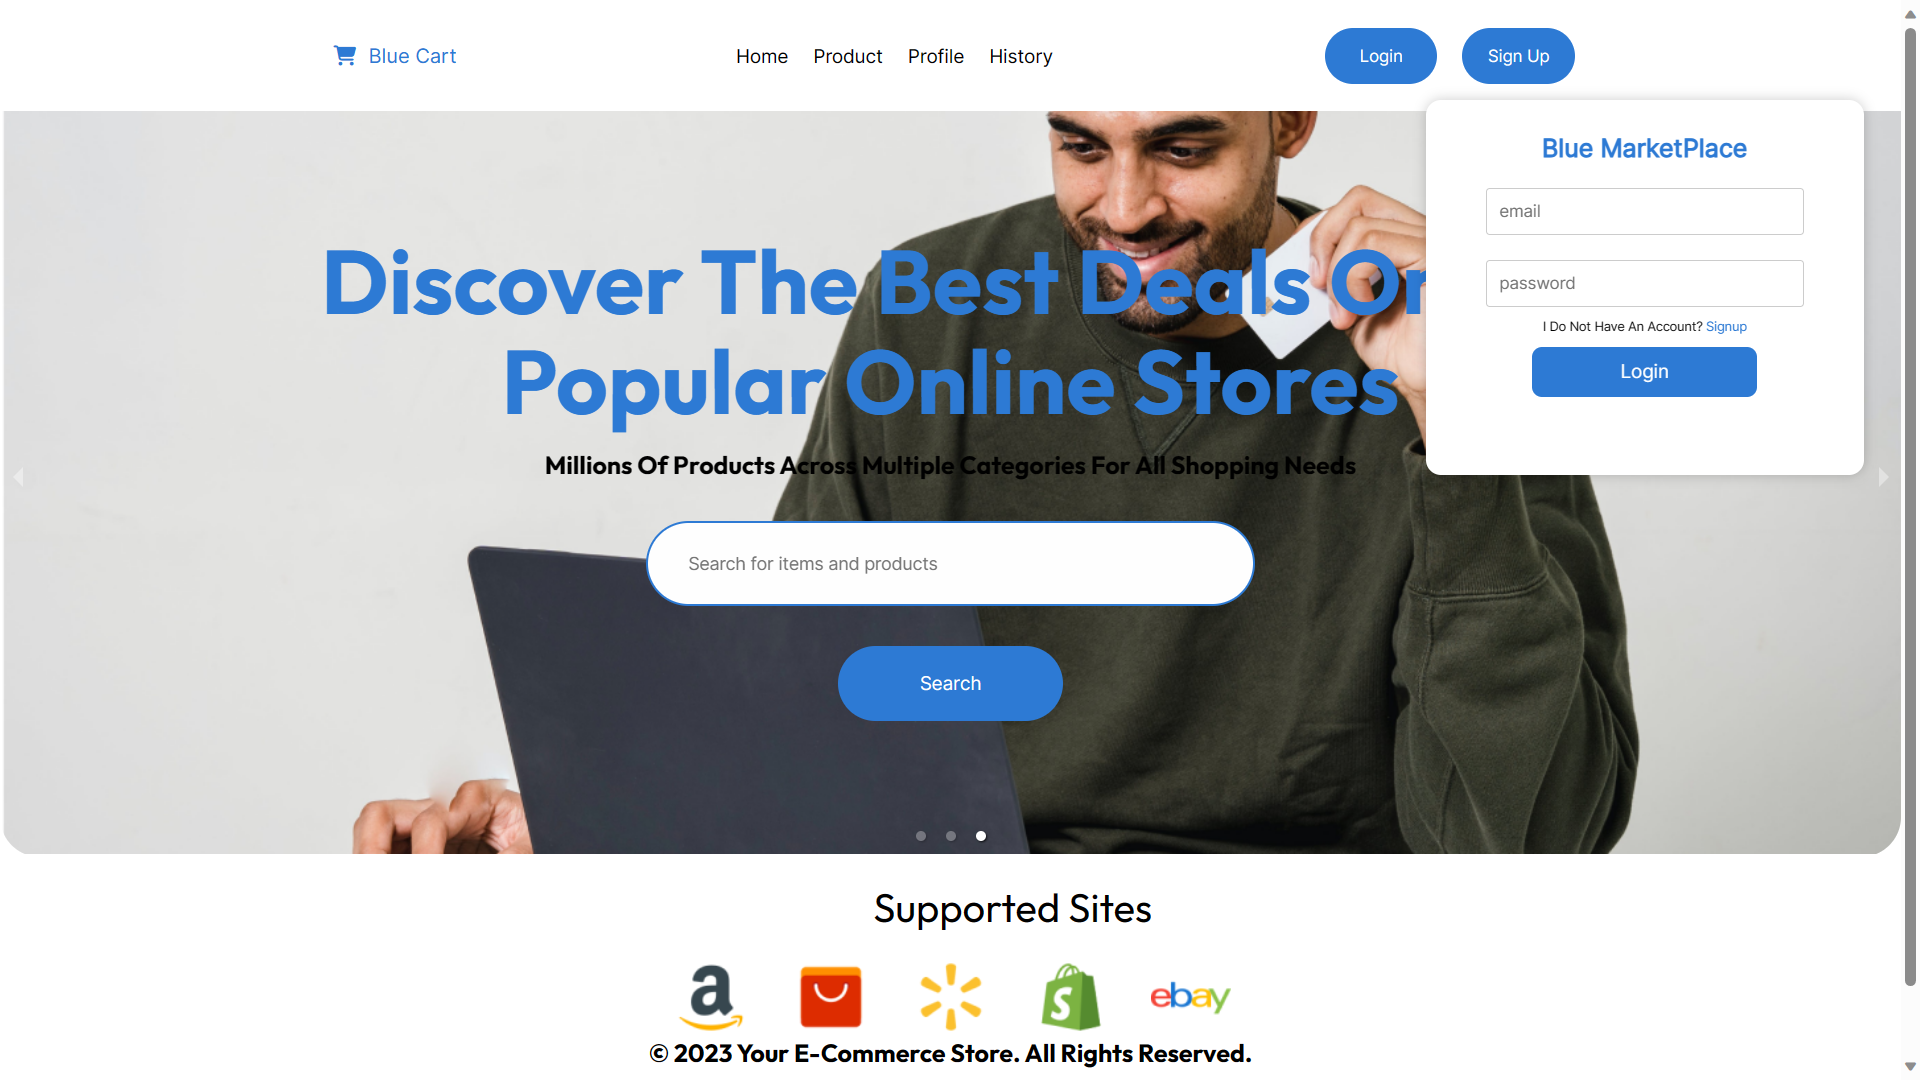 Blue Cart
Home Product Profile History
Login
Sign Up
Blue MarketPlace
email
password
I Do Not Have An Account? Signup
Login
Discover The Best Deals On
Popular Online Stores
Millions Of Products Across Multiple Categories For All Shopping Needs
Search for items and products
Search
Supported Sites
a
S
ebay
© 2023 Your E-Commerce Store. All Rights Reserved.